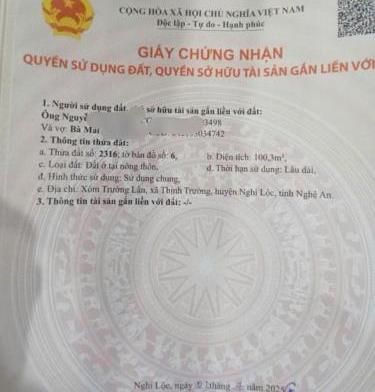 CỘNG HÒA XÃ HỘI CHỦ NGHĨA VIỆT NAM
Độc lập - Tự do - Hạnh phúc
GIẤY CHỨNG NHẬN
QUYỀN SỬ DỤNG ĐẤT, QUYỀN SỞ HỮU TÀI SẢN GẮN LIỀN VỚI
1. Người sử dụng đất, sở hữu tài sản gắn liền với đất:
Ông Nguyễ 3498
Và vợ: Bà Mai 3034742
2. Thông tin thửa đất:
a. Thửa đất số: 2316; tờ bản đồ số: 6, b. Diện tích: 100,3m²,
c. Loại đất: Đất ở tại nông thôn, d. Thời hạn sử dụng: Lâu dài,
đ. Hình thức sử dụng: Sử dụng chung,
e. Địa chỉ: Xóm Trường Lân, xã Thịnh Trường, huyện Nghi Lộc, tỉnh Nghệ An.
3. Thông tin tài sản gắn liền với đất: -/-
Nghi Lộc, ngày tháng năm 2025